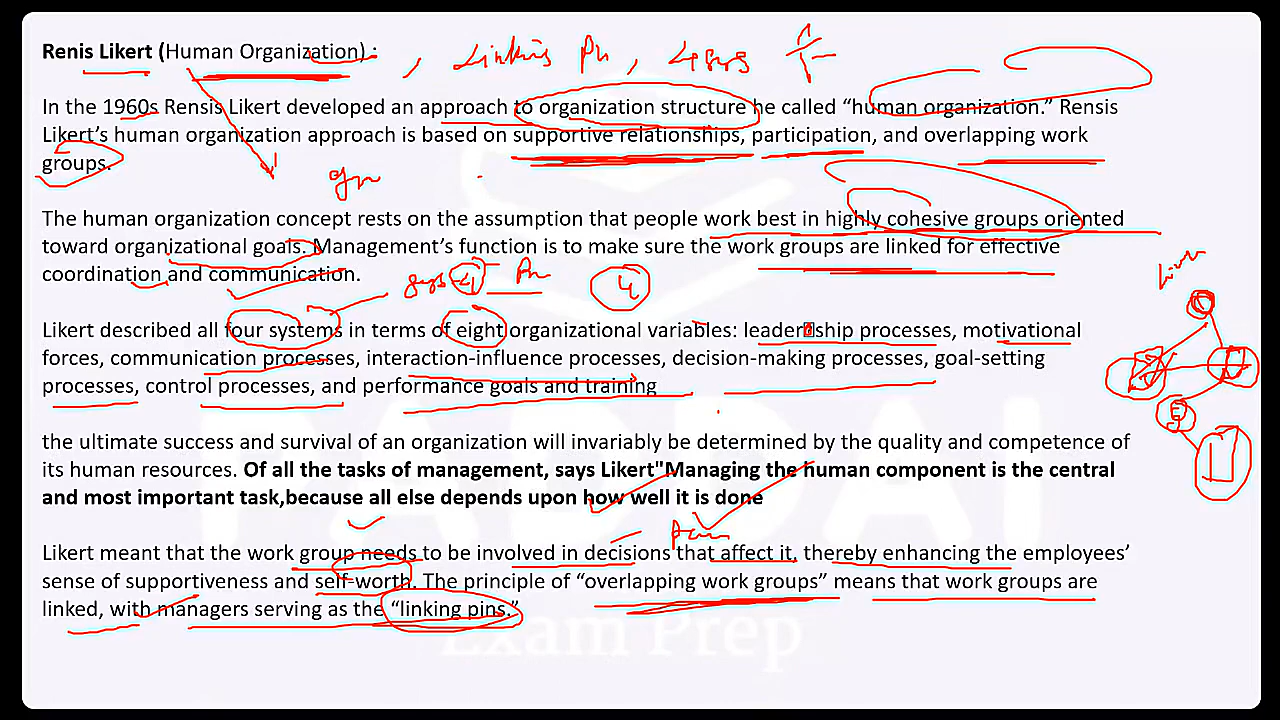 Renis Likert (Human Organization) :
, Linking Pin,
In the 1960s Rensis Likert developed an approach to organization structure he called “human organization.” Rensis
Likert’s human organization approach is based on supportive relationships, participation, and overlapping work
groups.
The human organization concept rests on the assumption that people work best in highly cohesive groups oriented
toward organizational goals. Management’s function is to make sure the work groups are linked for effective
coordination and communication.
4
Likert described all four systems in terms of eight organizational variables: leadership processes, motivational
forces, communication processes, interaction-influence processes, decision-making processes, goal-setting
processes, control processes, and performance goals and training
the ultimate success and survival of an organization will invariably be determined by the quality and competence of
its human resources. Of all the tasks of management, says Likert"Managing the human component is the central
and most important task,because all else depends upon how well it is done
Likert meant that the work group needs to be involved in decisions that affect it, thereby enhancing the employees’
sense of supportiveness and self-worth. The principle of “overlapping work groups” means that work groups are
linked, with managers serving as the “linking pins.”
Exam Prep